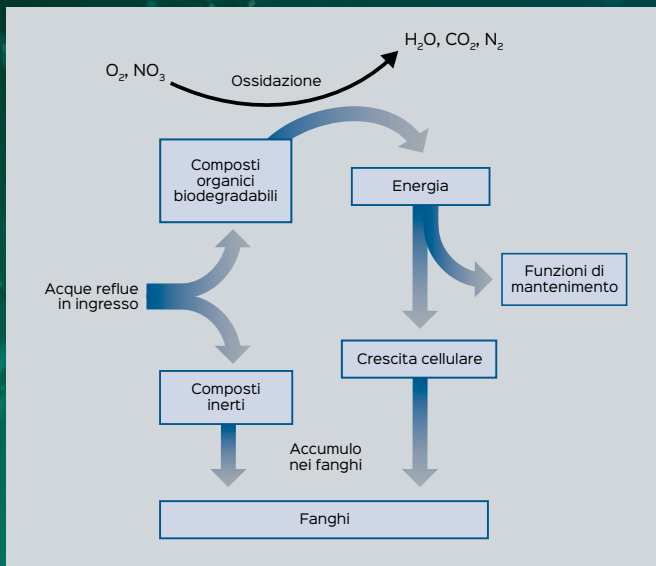 H₂O, CO₂, N₂
O₂, NO₃
Ossidazione
Composti
organici
biodegradabili
Energia
Acque reflue
in ingresso
Funzioni di
mantenimento
Composti
inerti
Crescita cellulare
Accumulo
nei fanghi
Fanghi